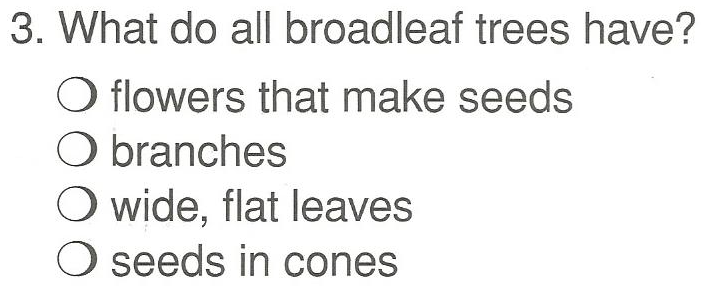 3. What do all broadleaf trees have?
flowers that make seeds
branches
wide, flat leaves
seeds in cones